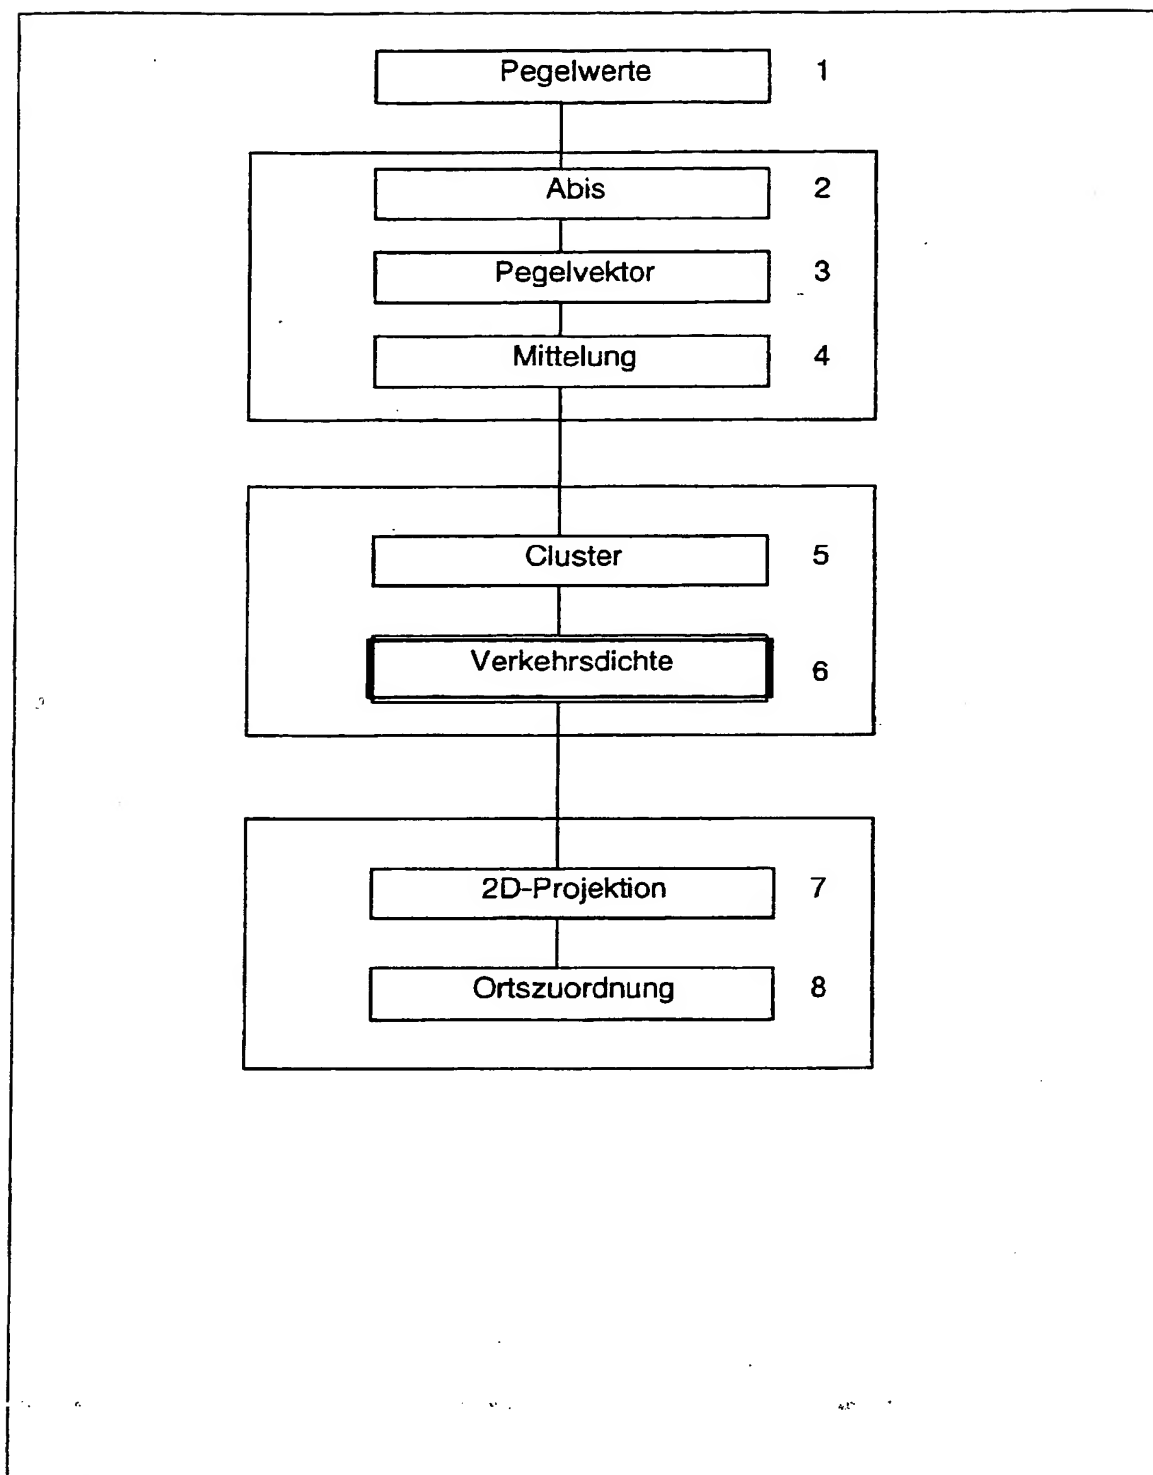 Pegelwerte 1
Abis 2
Pegelvektor 3
Mittelung 4
Cluster 5
Verkehrsdichte 6
2D-Projektion 7
Ortszuordnung 8